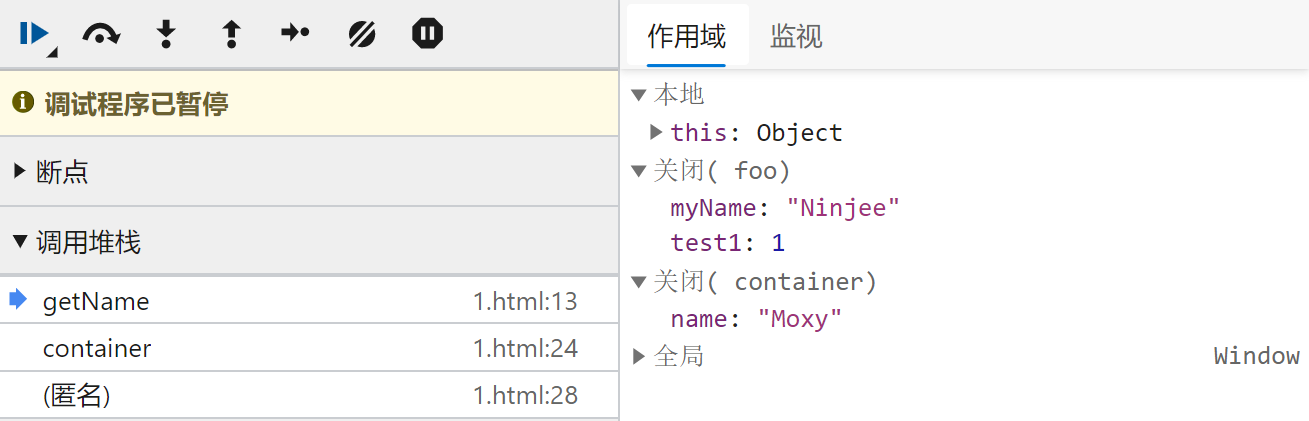 调试程序已暂停
断点
调用堆栈
getName 1.html:13
container 1.html:24
(匿名) 1.html:28
作用域 监视
本地
this: Object
关闭( foo)
myName: "Ninjee"
test1: 1
关闭( container)
name: "Moxy"
全局 Window